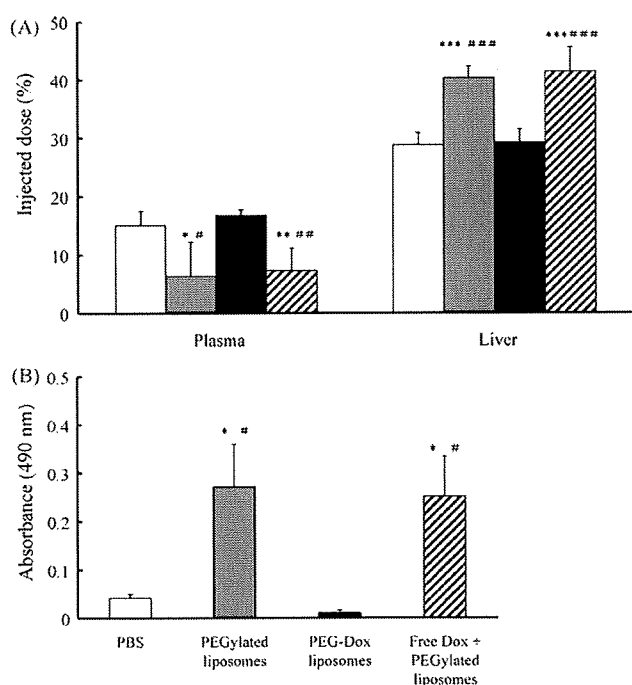 (A)
Injected dose (%)
50
40
30
20
10
0
* #
** ##
*** ###
***###
Plasma
Liver
(B)
Absorbance (490 nm)
0.5
0.4
0.3
0.2
0.1
0
* #
* #
PBS
PEGylated
liposomes
PEG-Dox
liposomes
Free Dox +
PEGylated
liposomes